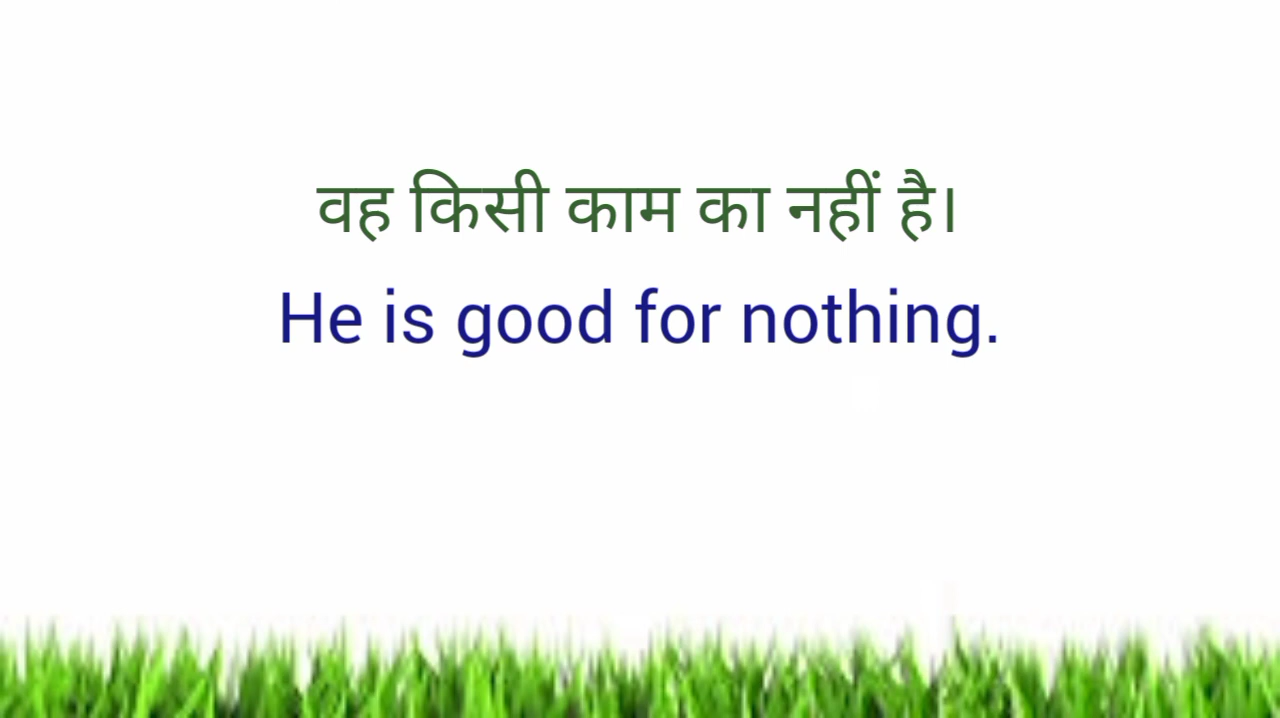 वह किसी काम का नहीं है।
He is good for nothing.